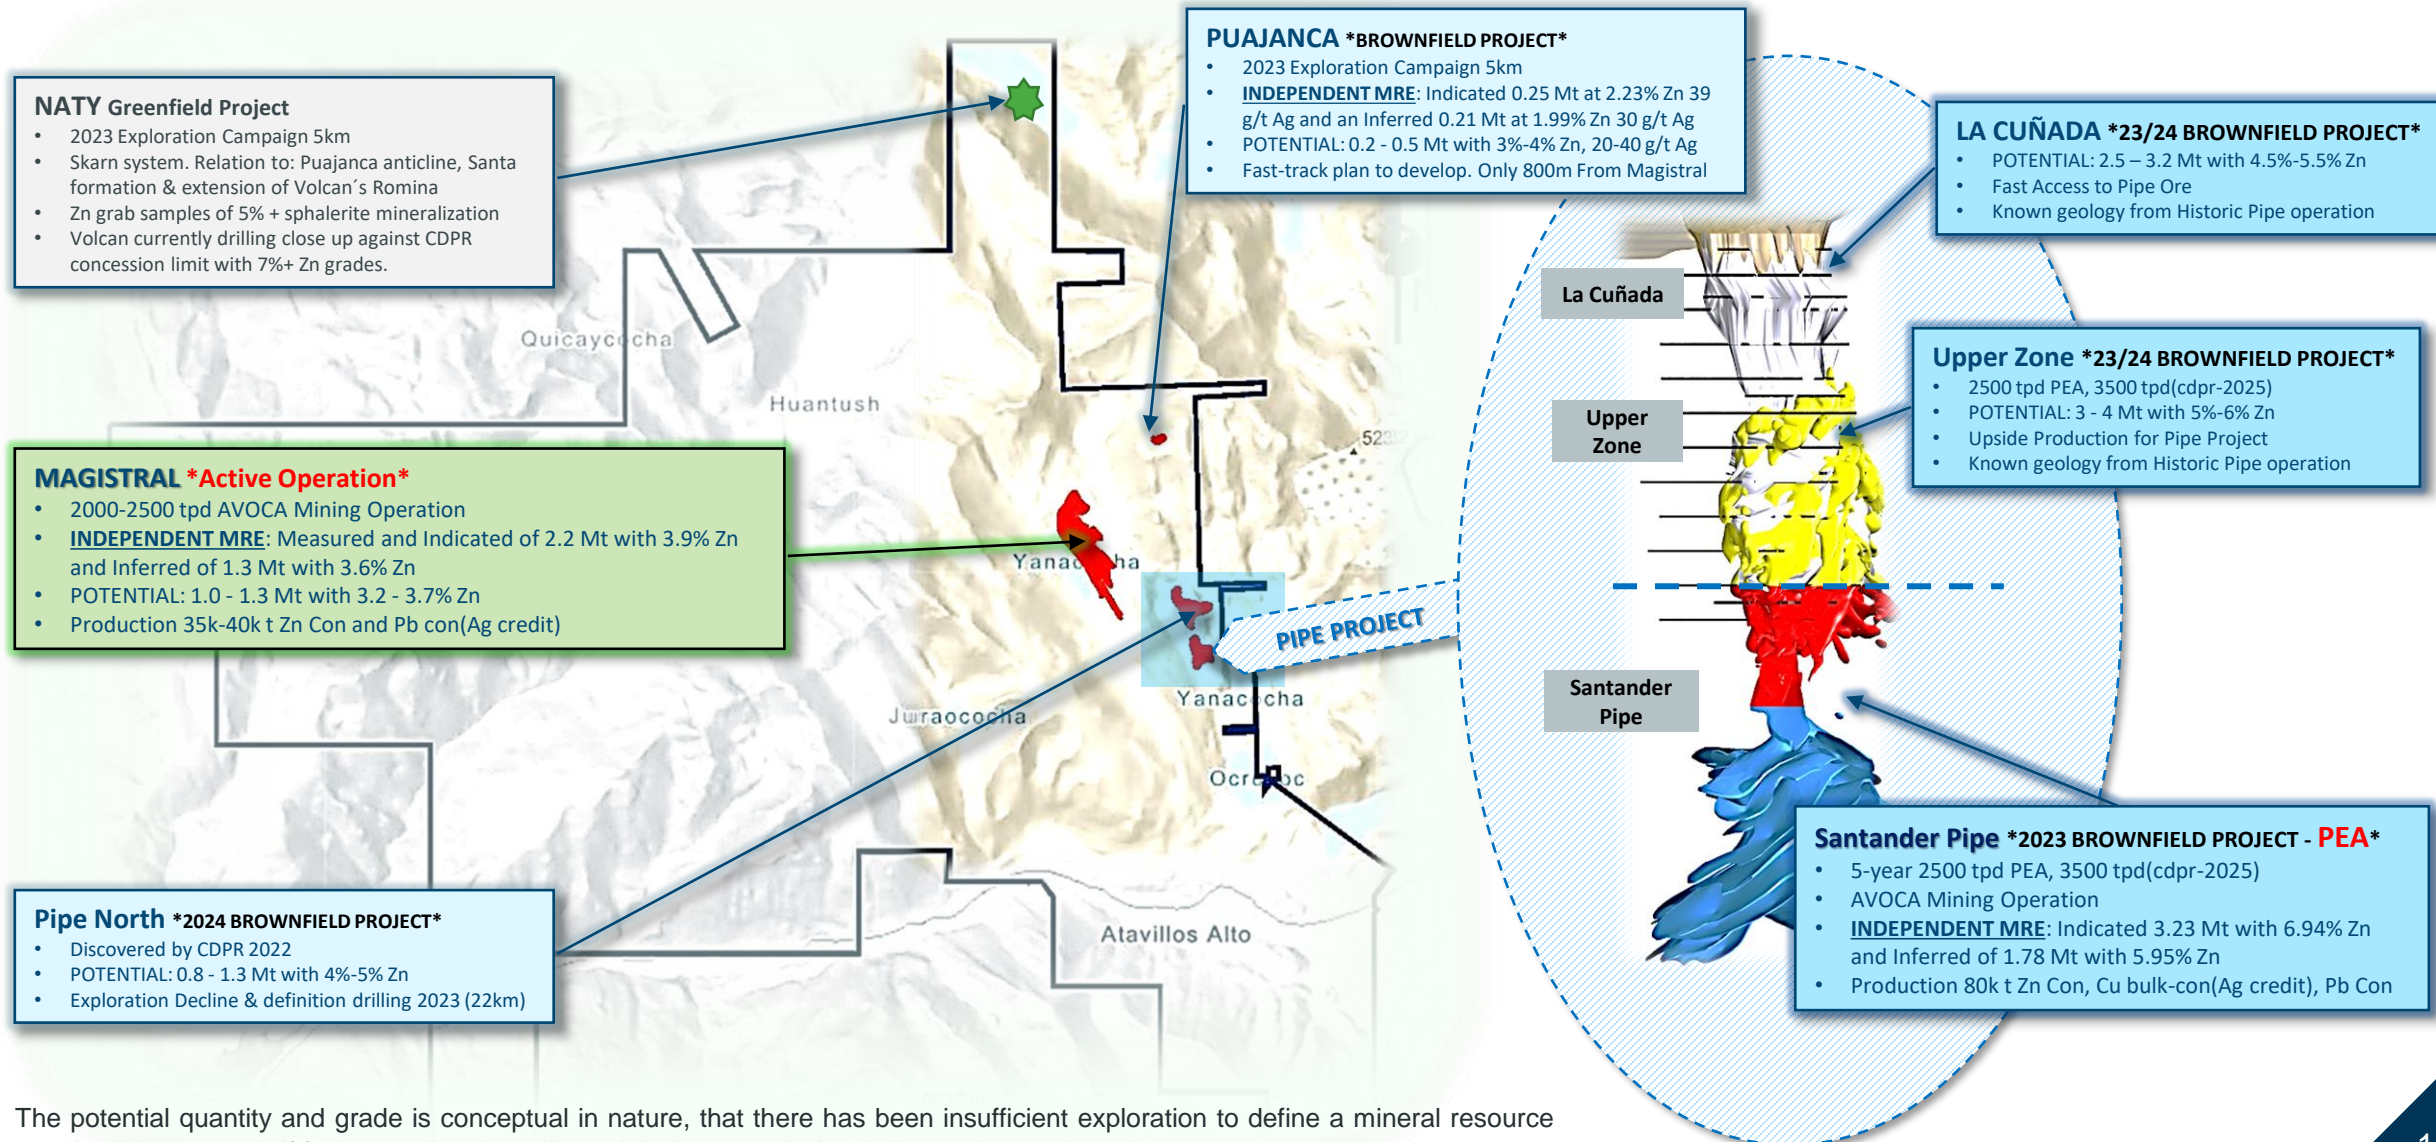 NATY Greenfield Project
• 2023 Exploration Campaign 5km
• Skarn system. Relation to: Puajanca anticline, Santa
formation & extension of Volcan´s Romina
• Zn grab samples of 5% + sphalerite mineralization
• Volcan currently drilling close up against CDPR
concession limit with 7%+ Zn grades.
PUAJANCA *BROWNFIELD PROJECT*
• 2023 Exploration Campaign 5km
• INDEPENDENT MRE: Indicated 0.25 Mt at 2.23% Zn 39
g/t Ag and an Inferred 0.21 Mt at 1.99% Zn 30 g/t Ag
• POTENTIAL: 0.2 - 0.5 Mt with 3%-4% Zn, 20-40 g/t Ag
• Fast-track plan to develop. Only 800m From Magistral
LA CUÑADA *23/24 BROWNFIELD PROJECT*
• POTENTIAL: 2.5 – 3.2 Mt with 4.5%-5.5% Zn
• Fast Access to Pipe Ore
• Known geology from Historic Pipe operation
La Cuñada
Upper Zone *23/24 BROWNFIELD PROJECT*
• 2500 tpd PEA, 3500 tpd(cdpr-2025)
• POTENTIAL: 3 - 4 Mt with 5%-6% Zn
• Upside Production for Pipe Project
• Known geology from Historic Pipe operation
Upper
Zone
Quicaycocha
Huantush
MAGISTRAL *Active Operation*
• 2000-2500 tpd AVOCA Mining Operation
• INDEPENDENT MRE: Measured and Indicated of 2.2 Mt with 3.9% Zn
and Inferred of 1.3 Mt with 3.6% Zn
• POTENTIAL: 1.0 - 1.3 Mt with 3.2 - 3.7% Zn
• Production 35k-40k t Zn Con and Pb con(Ag credit)
PIPE PROJECT
Yanacocha
Santander
Pipe
Santander Pipe *2023 BROWNFIELD PROJECT - PEA*
• 5-year 2500 tpd PEA, 3500 tpd(cdpr-2025)
• AVOCA Mining Operation
• INDEPENDENT MRE: Indicated 3.23 Mt with 6.94% Zn
and Inferred of 1.78 Mt with 5.95% Zn
• Production 80k t Zn Con, Cu bulk-con(Ag credit), Pb Con
Pipe North *2024 BROWNFIELD PROJECT*
• Discovered by CDPR 2022
• POTENTIAL: 0.8 - 1.3 Mt with 4%-5% Zn
• Exploration Decline & definition drilling 2023 (22km)
Atavillos Alto
The potential quantity and grade is conceptual in nature, that there has been insufficient exploration to define a mineral resource